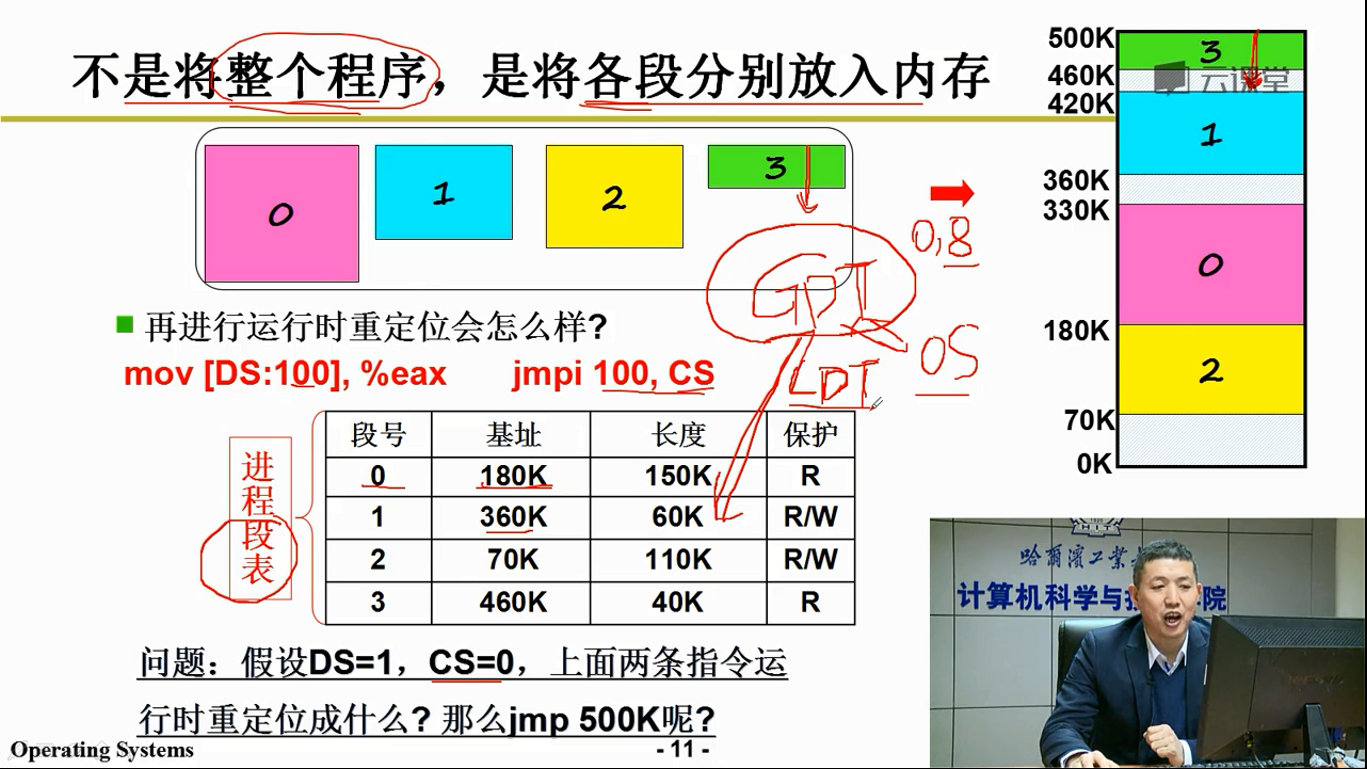 不是将整个程序，是将各段分别放入内存
0
1
2
3
0,8
GDT
OS
LDT
再进行运行时重定位会怎么样?
mov [DS:100], %eax
jmpi 100, CS
进程段表
段号 基址 长度 保护
0 180K 150K R
1 360K 60K R/W
2 70K 110K R/W
3 460K 40K R
问题：假设DS=1，CS=0，上面两条指令运
行时重定位成什么? 那么jmp 500K呢?
Operating Systems
- 11 -
500K
3
460K
云课堂
420K
1
360K
330K
0
180K
2
70K
0K
哈爾濱工業
计算机科学与
院